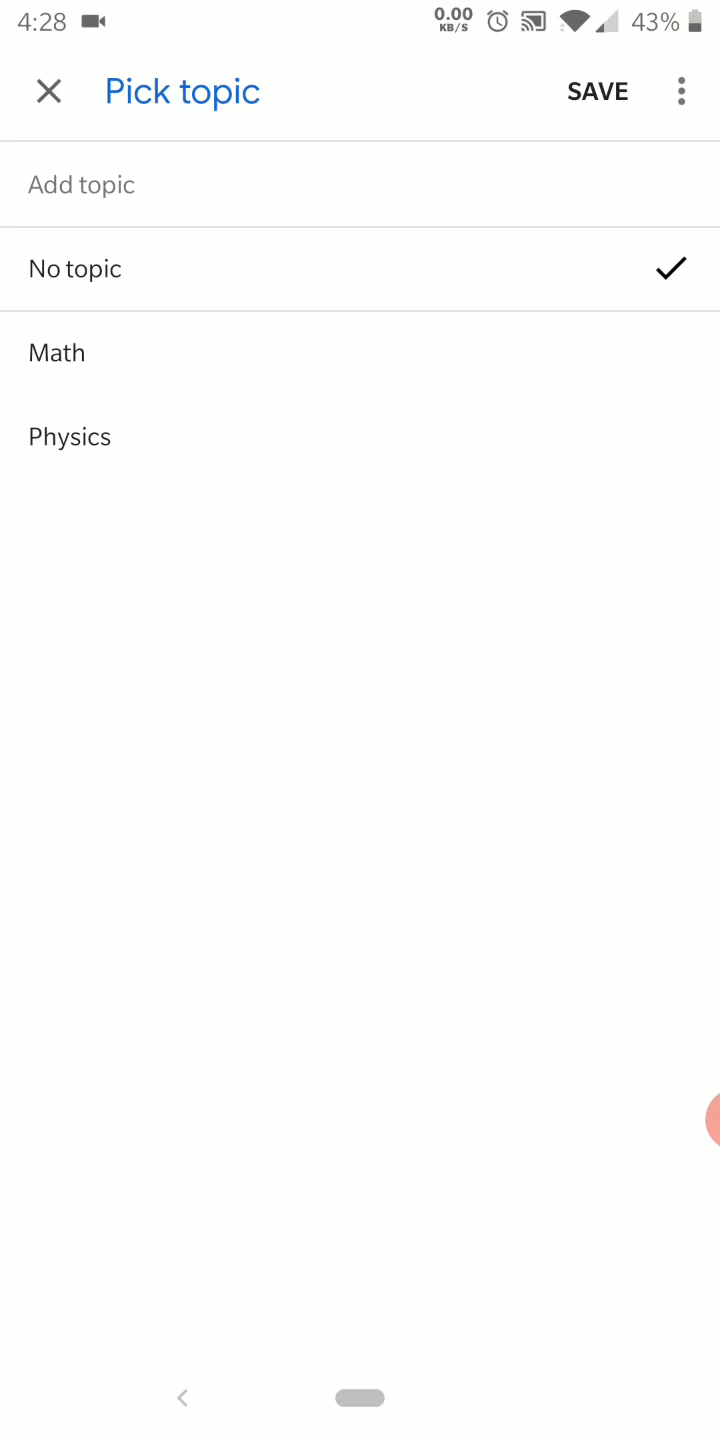 4:28 0.00 KB/S 43%
Pick topic SAVE
Add topic
No topic
Math
Physics